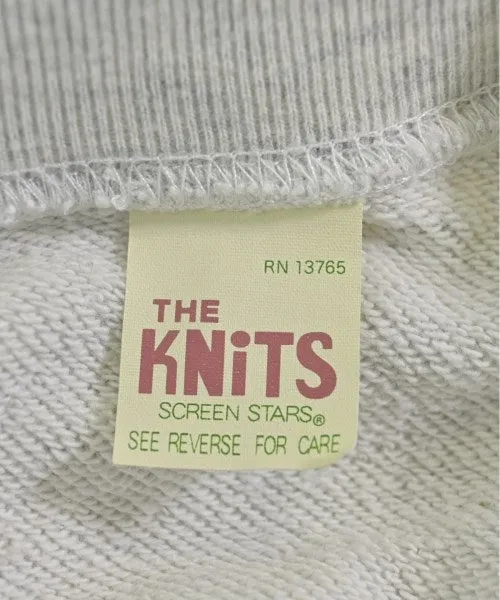 RN 13765
THE
KNiTS
SCREEN STARS®
SEE REVERSE FOR CARE